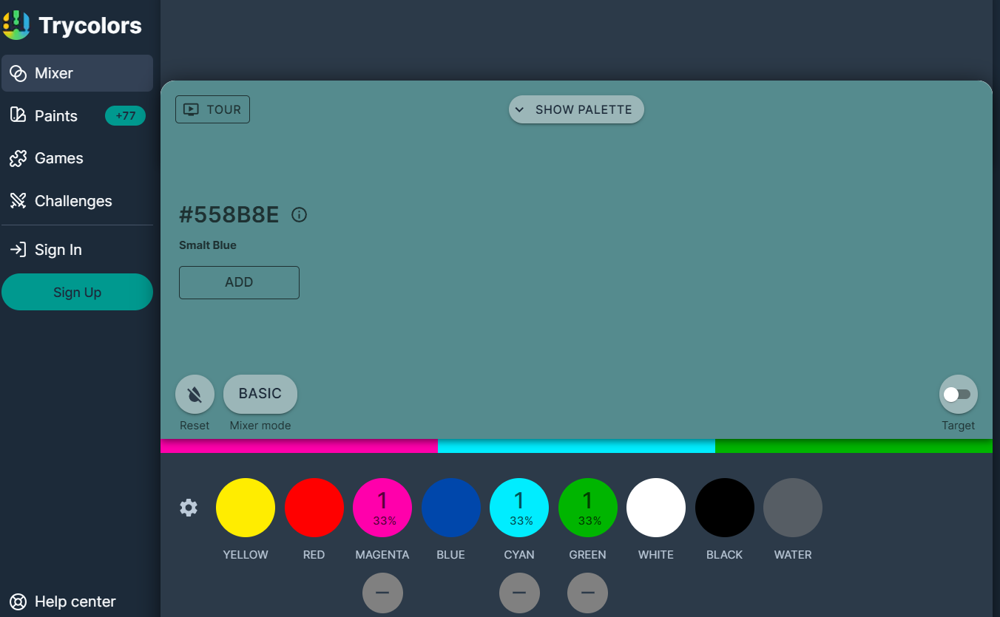 Trycolors
Mixer
Paints +77
Games
Challenges
Sign In
Sign Up
Help center
TOUR
SHOW PALETTE
#558B8E
Smalt Blue
ADD
BASIC
Reset
Mixer mode
Target
1 1 1
33% 33% 33%
YELLOW RED MAGENTA BLUE CYAN GREEN WHITE BLACK WATER